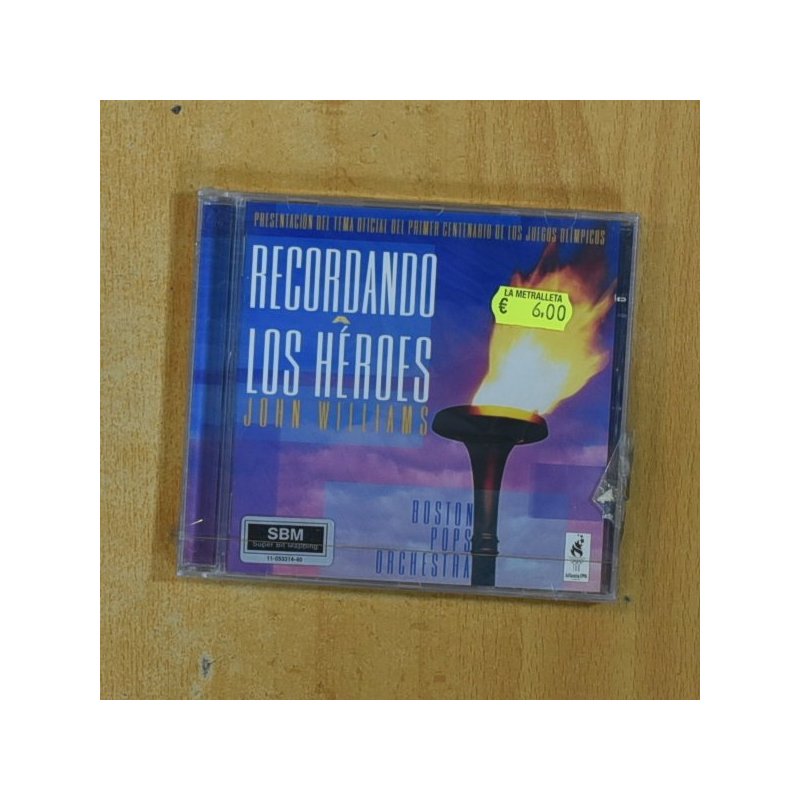 PRESENTACIÓN DEL TEMA OFICIAL DEL PRIMER CENTENARIO DE LOS JUEGOS OLÍMPICOS
RECORDANDO
LOS HÉROES
JOHN WILLIAMS
LA METRALLETA
€ 6,00
BOSTON
POPS
ORCHESTRA
SBM
Super Bit Mapping